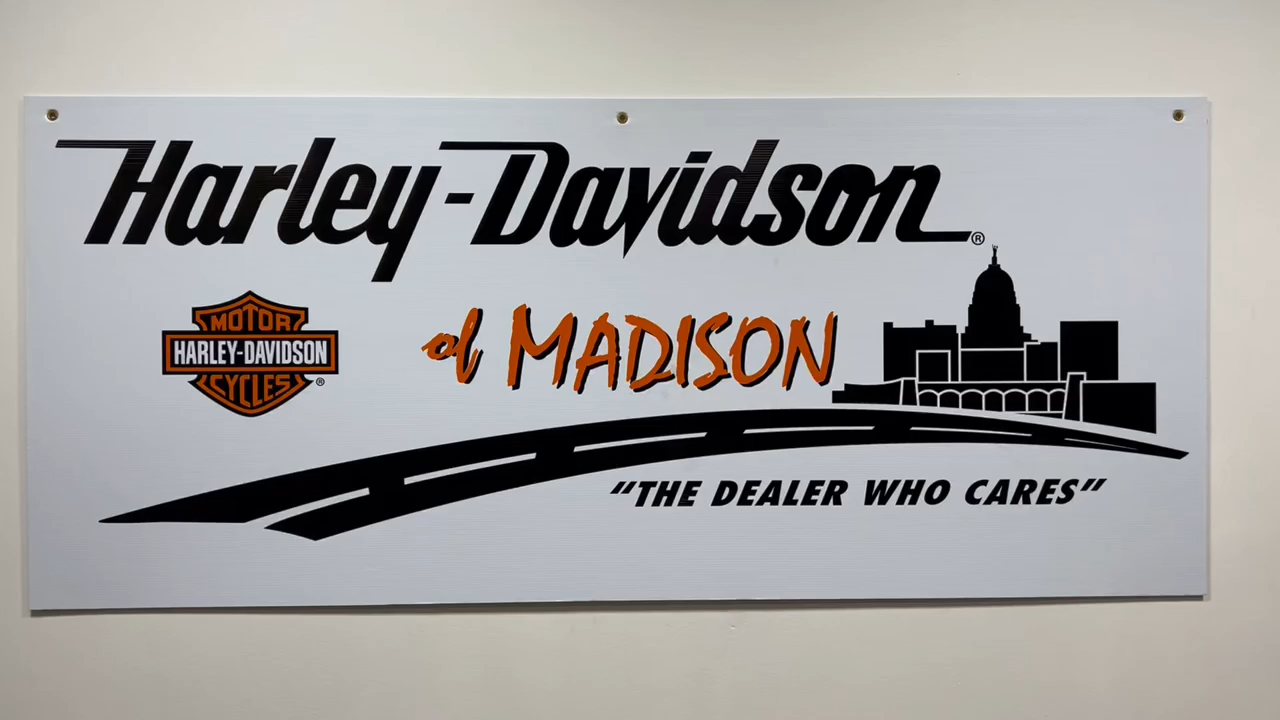 Harley-Davidson®
of MADISON
MOTOR
HARLEY-DAVIDSON
CYCLES®
"THE DEALER WHO CARES"